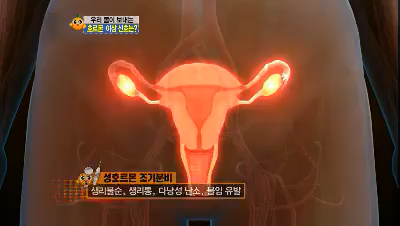 우리 몸이 보내는
호르몬 이상 신호는?
성호르몬 조기분비
생리불순, 생리통, 다낭성 난소, 불임 유발